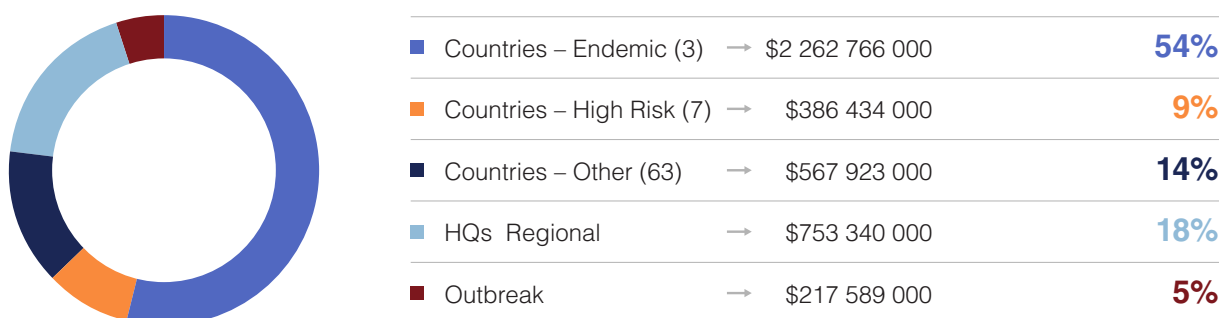 Countries – Endemic (3) → $2 262 766 000 54%
Countries – High Risk (7) → $386 434 000 9%
Countries – Other (63) → $567 923 000 14%
HQs Regional → $753 340 000 18%
Outbreak → $217 589 000 5%